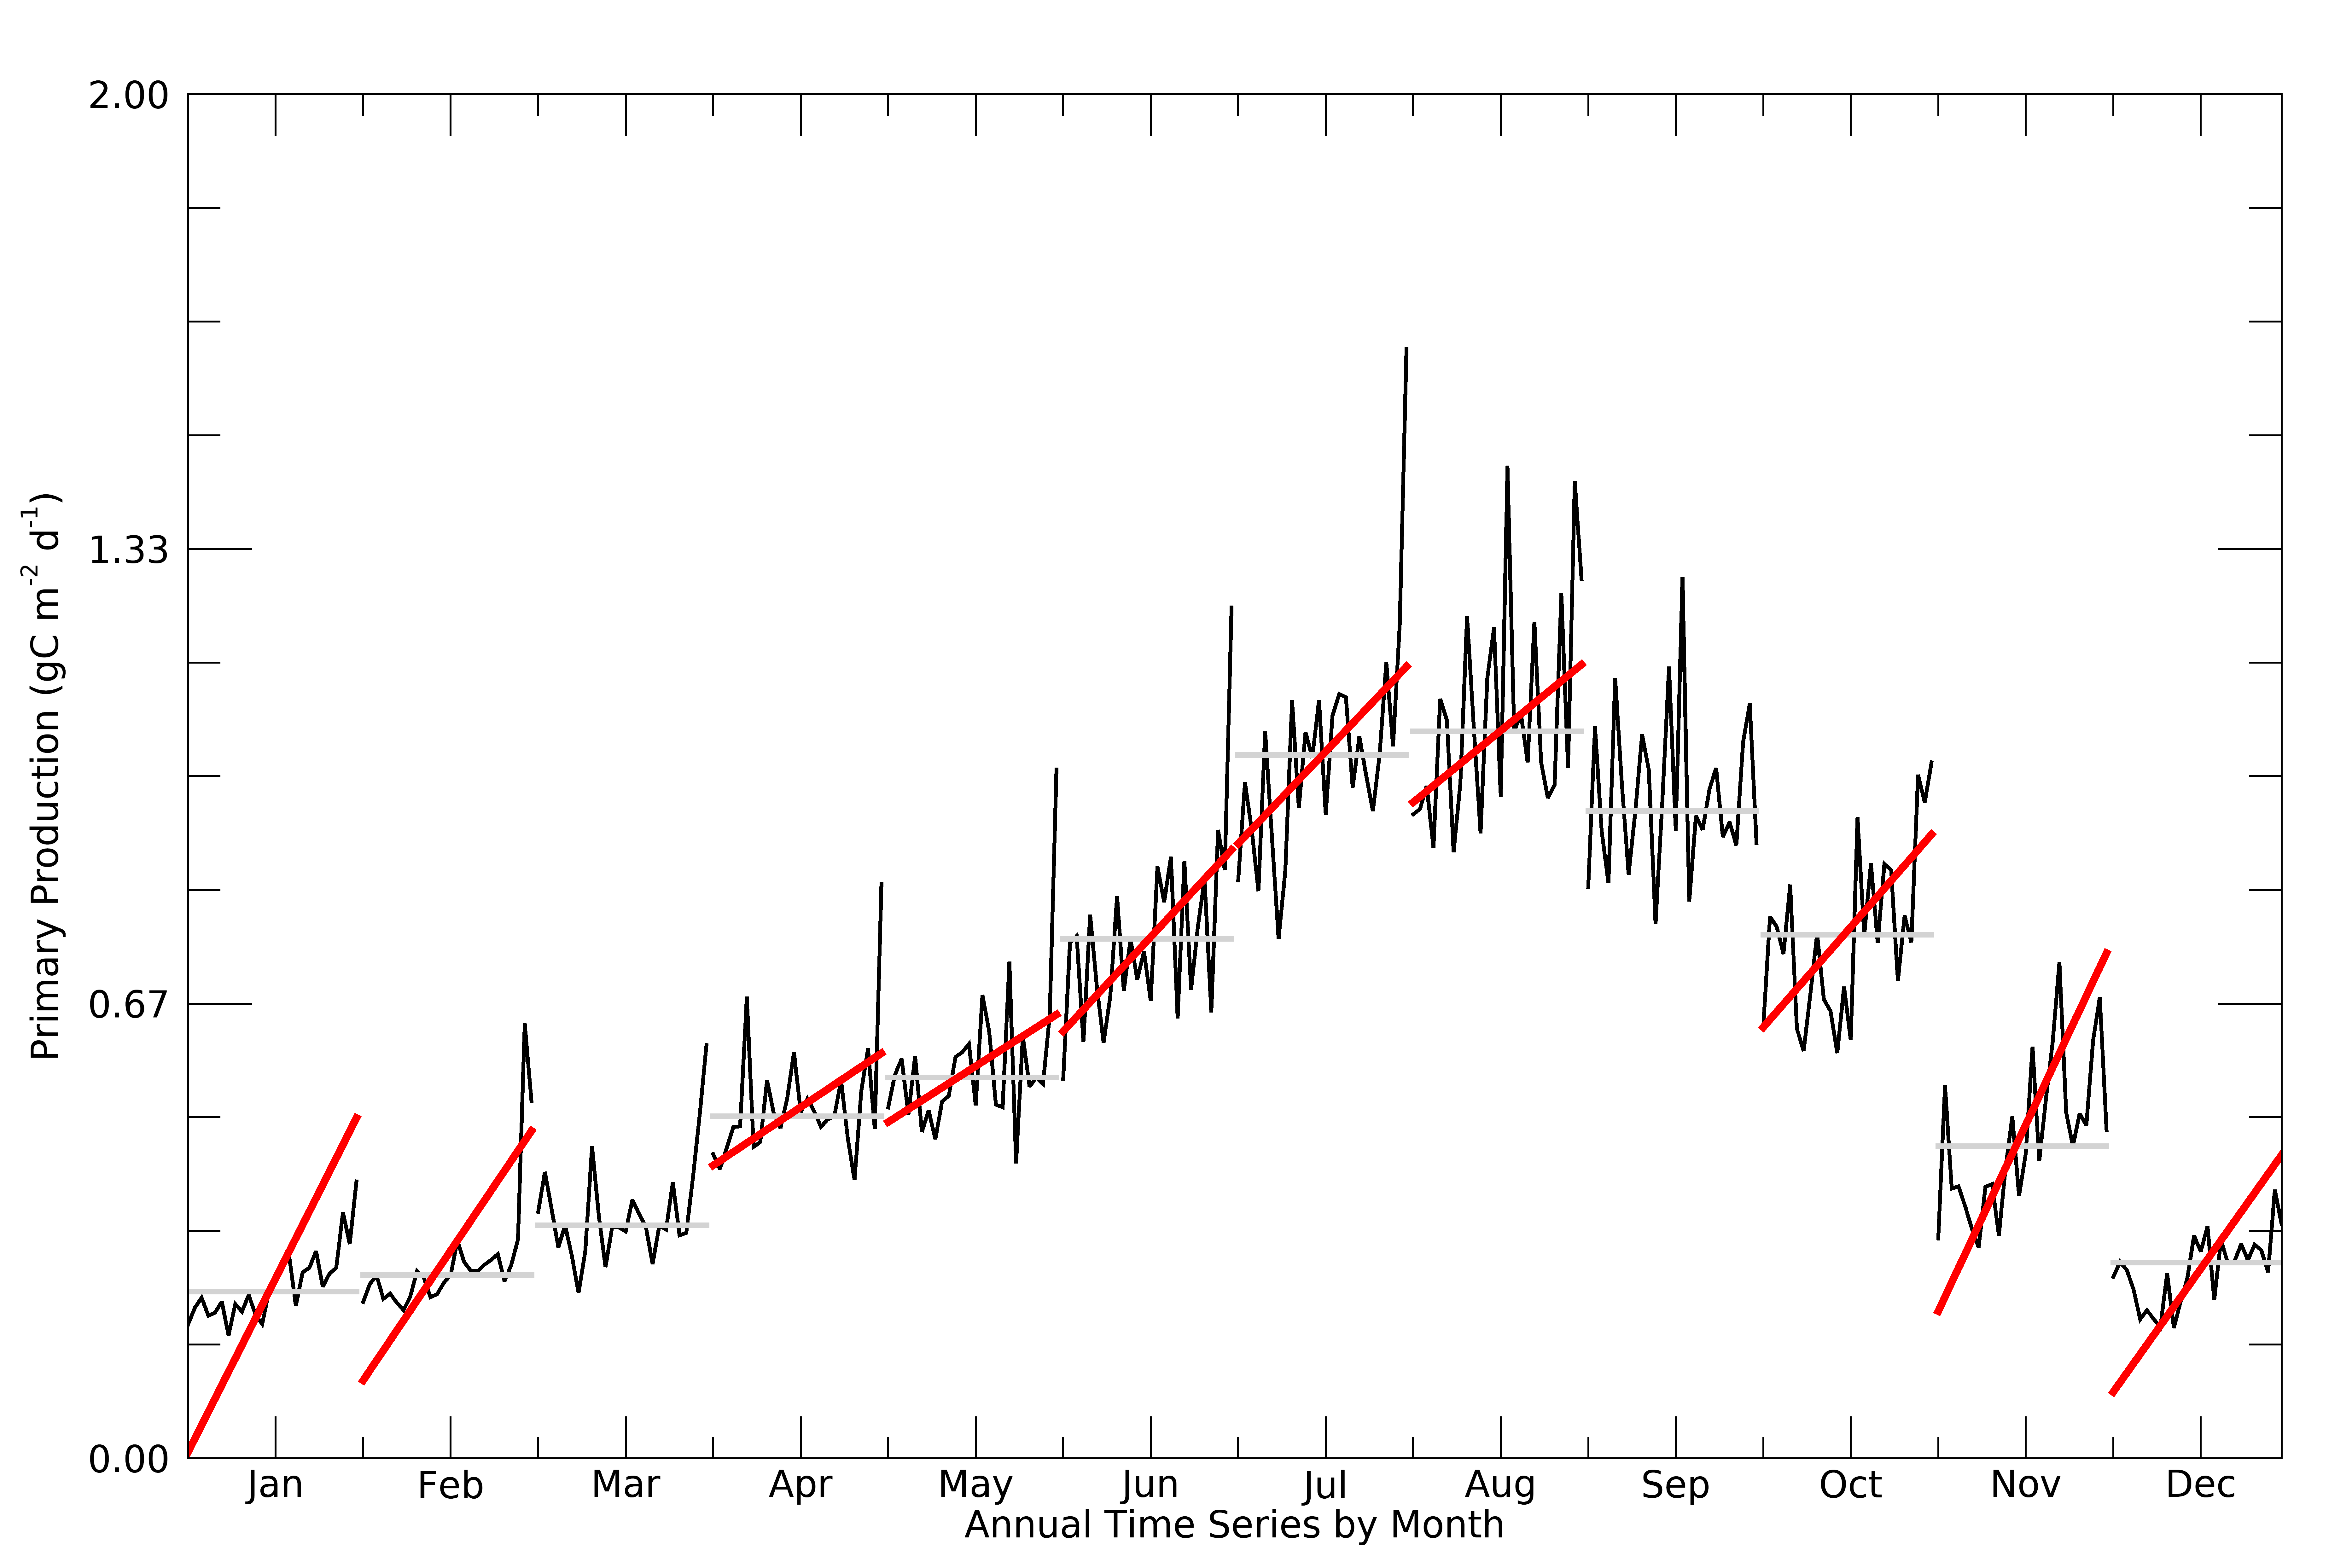 2.00
1.33
0.67
0.00
Primary Production (gC m-2 d-1)
Jan Feb Mar Apr May Jun Jul Aug Sep Oct Nov Dec
Annual Time Series by Month